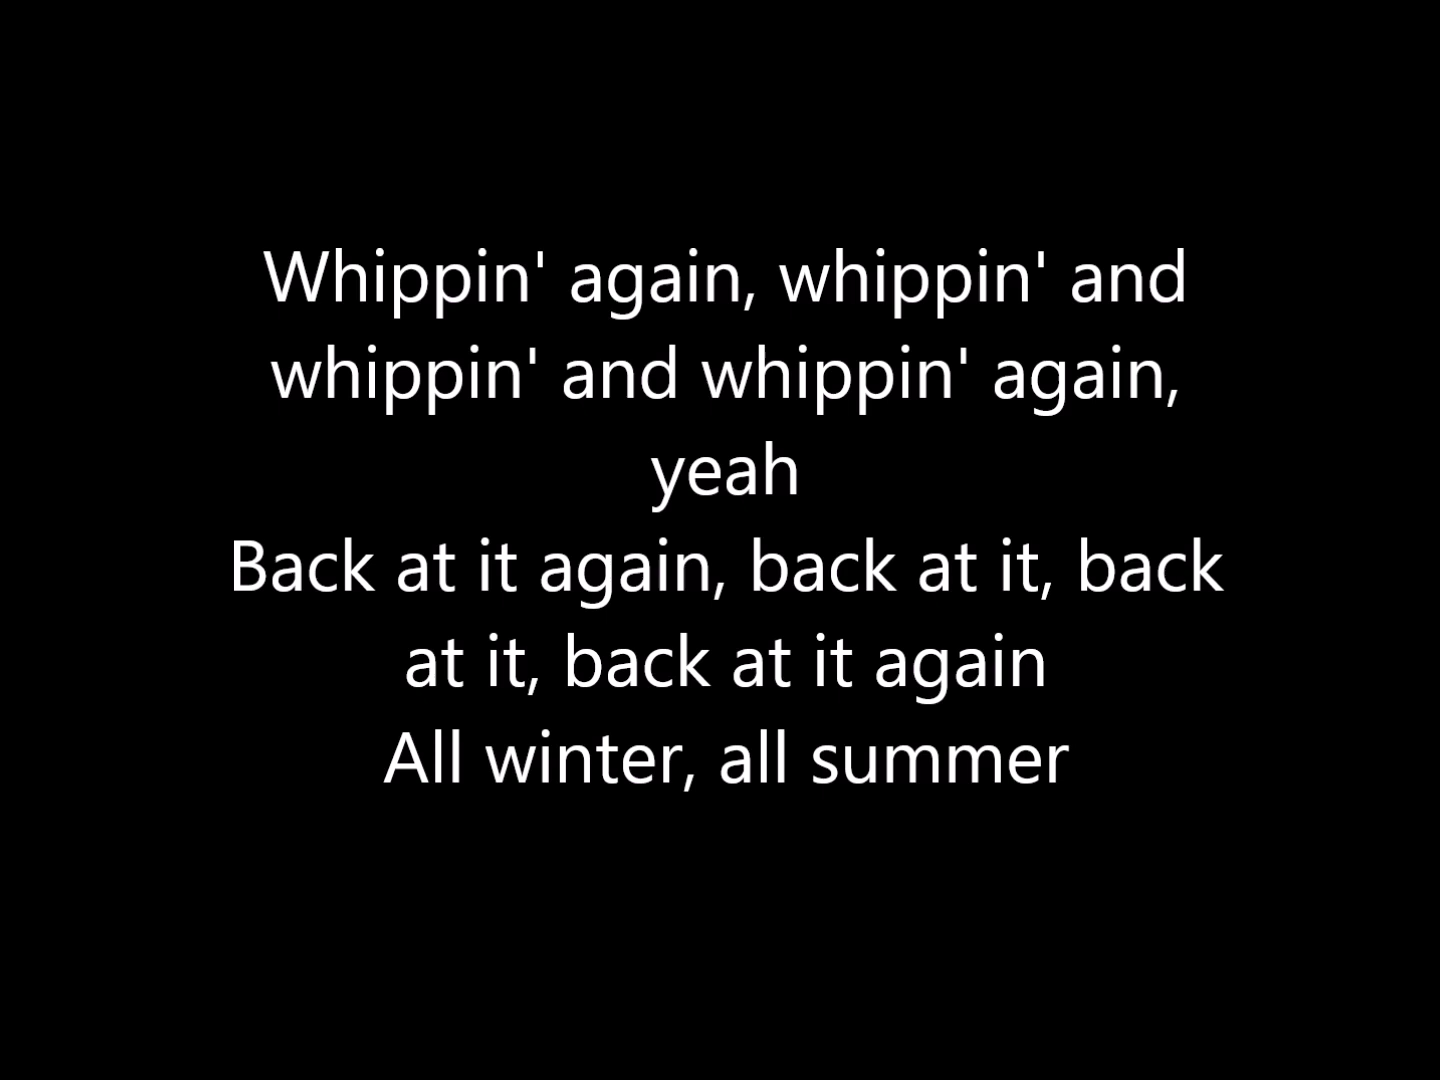 Whippin' again, whippin' and
whippin' and whippin' again,
yeah
Back at it again, back at it, back
at it, back at it again
All winter, all summer